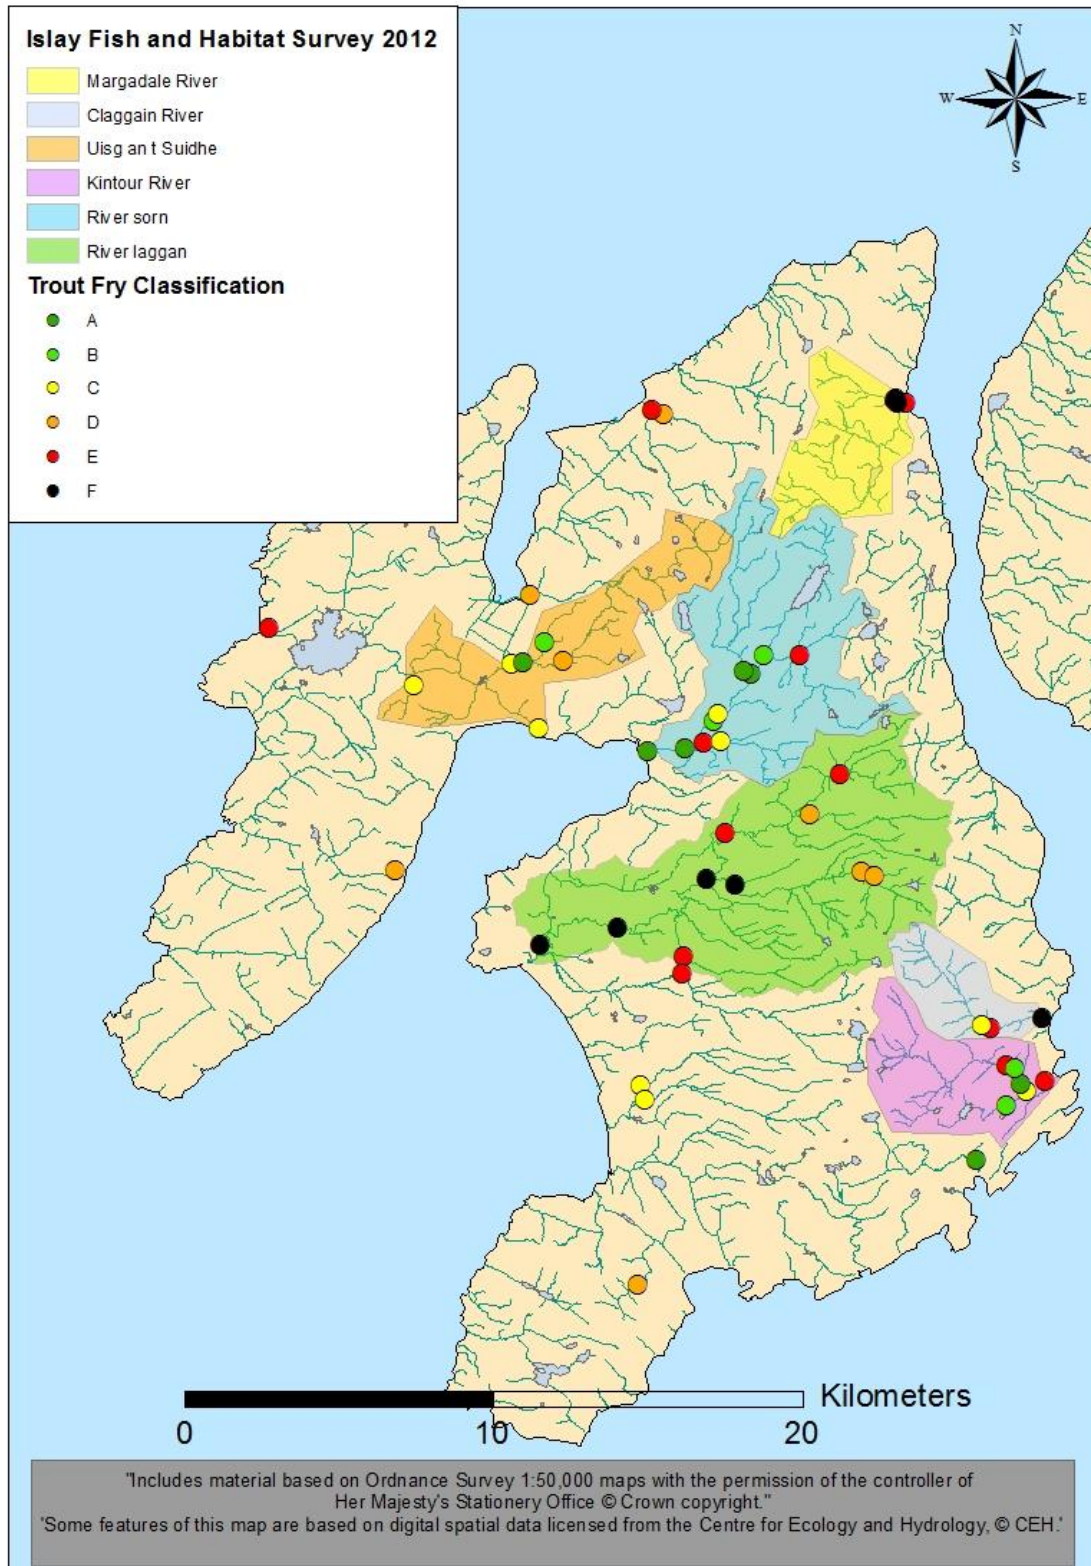 Islay Fish and Habitat Survey 2012
Margadale River
Claggain River
Uisg an t Suidhe
Kintour River
River sorn
River laggan
Trout Fry Classification
A
B
C
D
E
F
N
W
E
S
Kilometers
0
10
20
"Includes material based on Ordnance Survey 1:50,000 maps with the permission of the controller of
Her Majesty's Stationery Office © Crown copyright."
'Some features of this map are based on digital spatial data licensed from the Centre for Ecology and Hydrology, © CEH.'